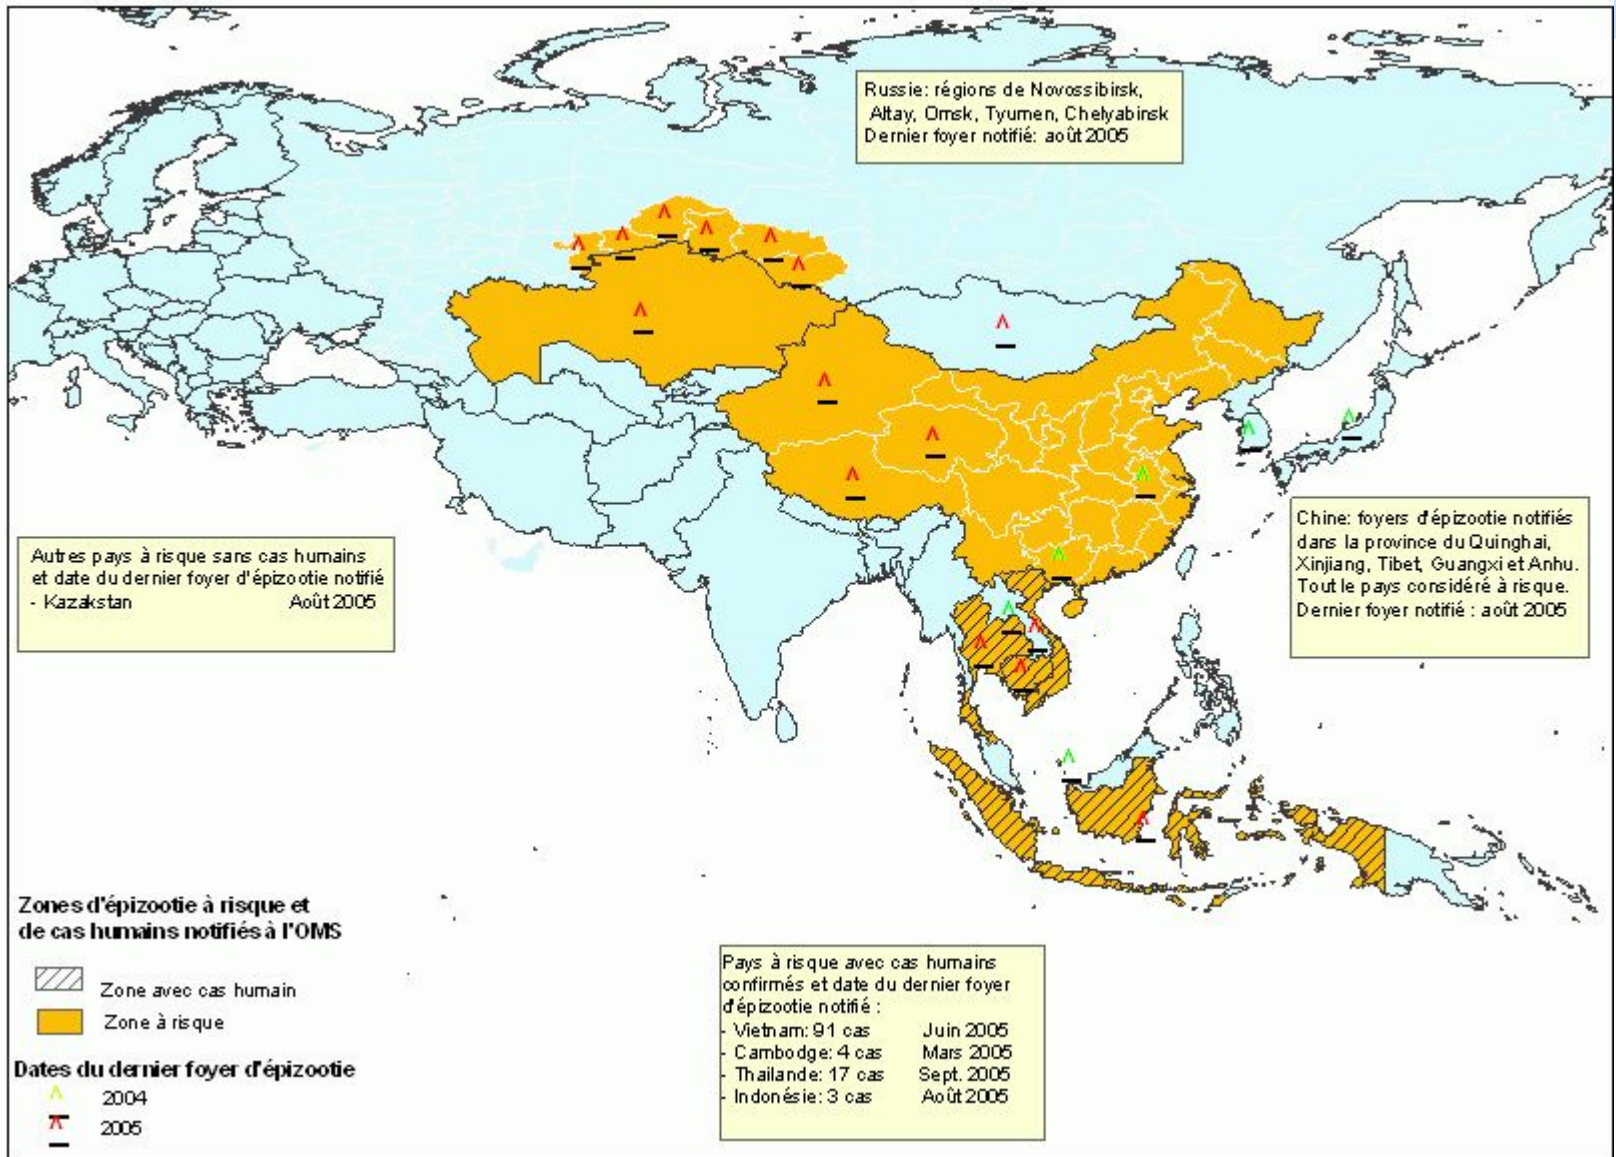 Russie: régions de Novossibirsk,
Altay, Omsk, Tyumen, Chelyabinsk
Dernier foyer notifié: août 2005
Chine: foyers d'épizootie notifiés
dans la province du Quinghai,
Xinjiang, Tibet, Guangxi et Anhu.
Tout le pays considéré à risque.
Dernier foyer notifié : août 2005
Autres pays à risque sans cas humains
et date du dernier foyer d'épizootie notifié
- Kazakstan Août 2005
Zones d'épizootie à risque et
de cas humains notifiés à l'OMS
Zone avec cas humain
Zone à risque
Dates du dernier foyer d'épizootie
2004
2005
Pays à risque avec cas humains
confirmés et date du dernier foyer
d'épizootie notifié :
- Vietnam: 91 cas Juin 2005
- Cambodge: 4 cas Mars 2005
- Thailande: 17 cas Sept. 2005
- Indonésie: 3 cas Août 2005